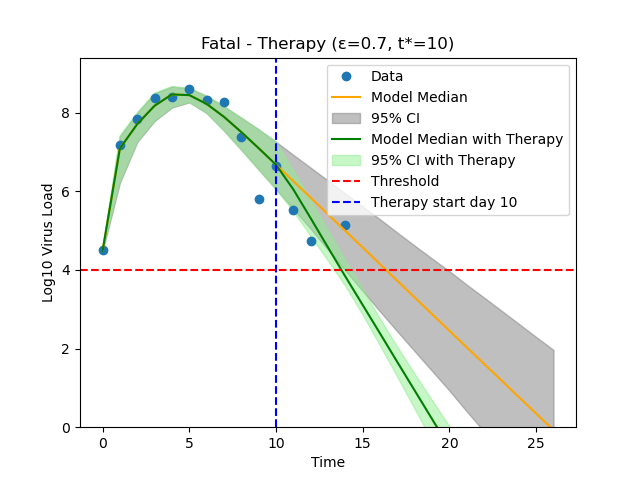 Fatal - Therapy (ε=0.7, t*=10)
Data
Model Median
95% CI
Model Median with Therapy
95% CI with Therapy
Threshold
Therapy start day 10
Log10 Virus Load
8
6
4
2
0
0 5 10 15 20 25
Time